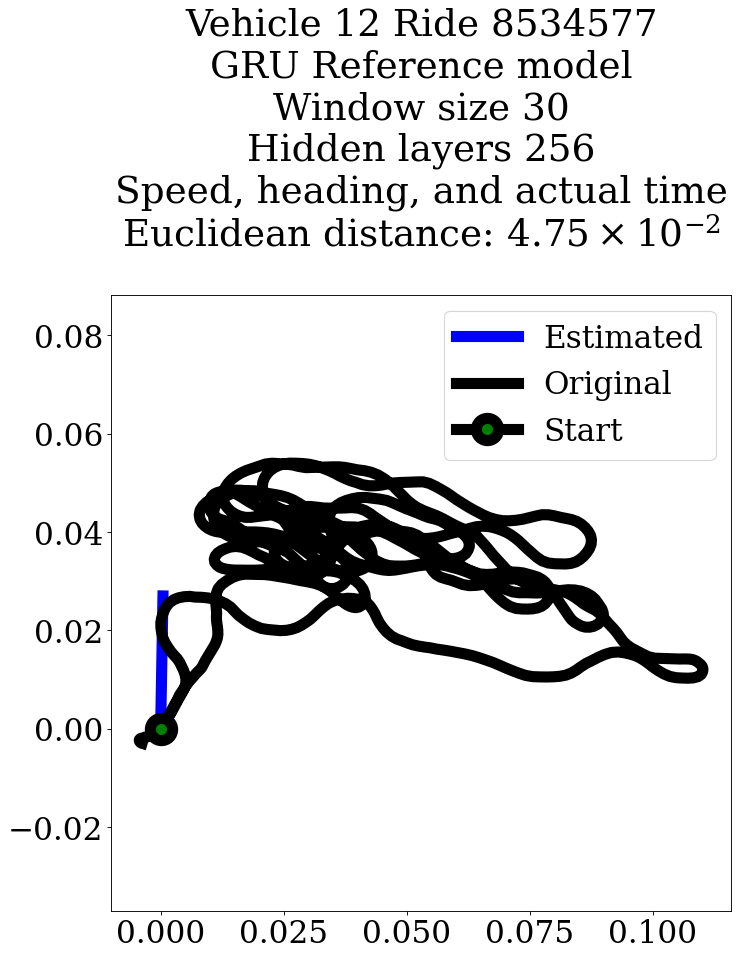 Vehicle 12 Ride 8534577
GRU Reference model
Window size 30
Hidden layers 256
Speed, heading, and actual time
Euclidean distance: 4.75 × 10⁻²
Estimated
Original
Start
0.08
0.06
0.04
0.02
0.00
−0.02
0.000 0.025 0.050 0.075 0.100